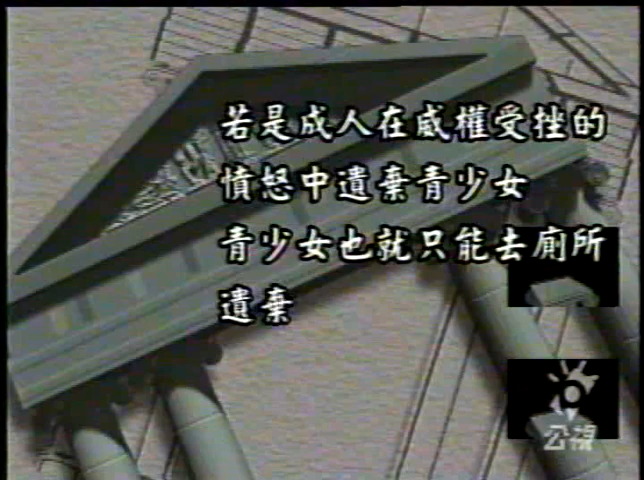 若是成人在威權受挫的
憤怒中遺棄青少女
青少女也就只能去廁所
遺棄
公視